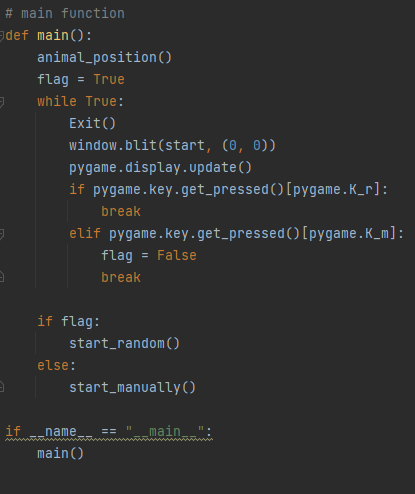 # main function
def main():
    animal_position()
    flag = True
    while True:
        Exit()
        window.blit(start, (0, 0))
        pygame.display.update()
        if pygame.key.get_pressed()[pygame.K_r]:
            break
        elif pygame.key.get_pressed()[pygame.K_m]:
            flag = False
            break

    if flag:
        start_random()
    else:
        start_manually()

if __name__ == "__main__":
    main()